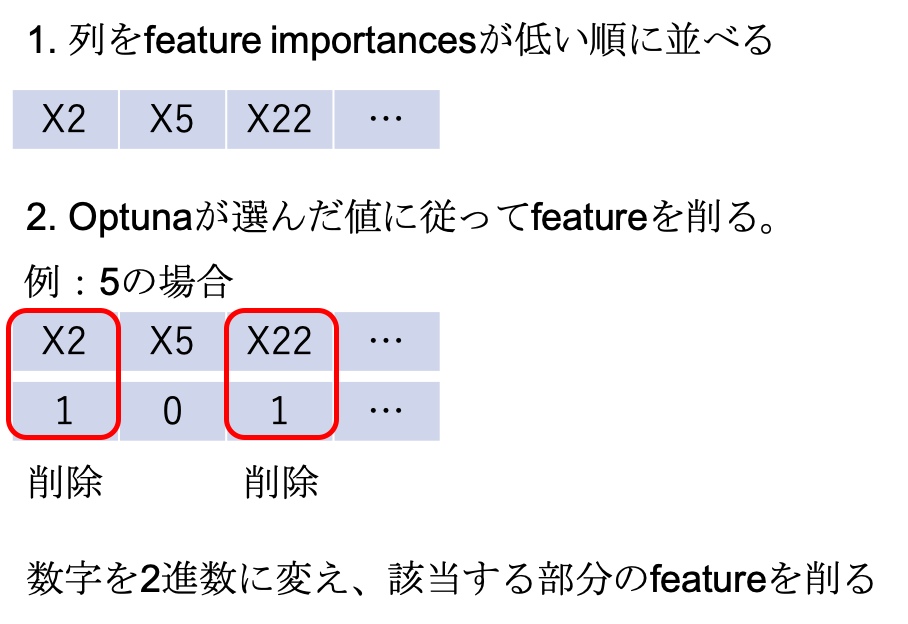 1. 列をfeature importancesが低い順に並べる
X2 X5 X22 …
2. Optunaが選んだ値に従ってfeatureを削る。
例：5の場合
X2 X5 X22 …
1 0 1 …
削除 削除
数字を2進数に変え、該当する部分のfeatureを削る